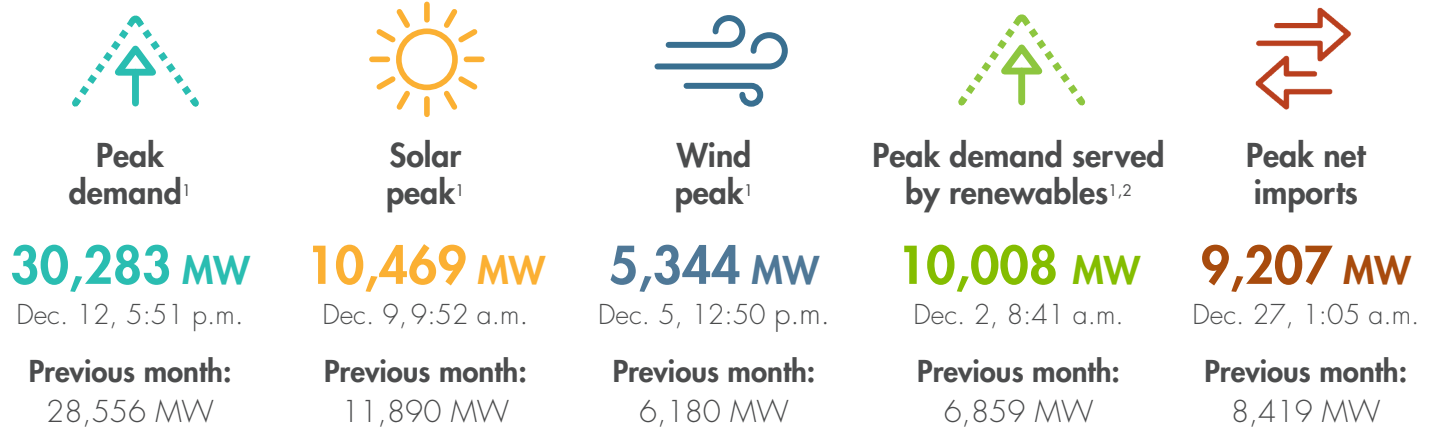 Peak
demand¹
30,283 MW
Dec. 12, 5:51 p.m.
Previous month:
28,556 MW
Solar
peak¹
10,469 MW
Dec. 9, 9:52 a.m.
Previous month:
11,890 MW
Wind
peak¹
5,344 MW
Dec. 5, 12:50 p.m.
Previous month:
6,180 MW
Peak demand served
by renewables¹,²
10,008 MW
Dec. 2, 8:41 a.m.
Previous month:
6,859 MW
Peak net
imports
9,207 MW
Dec. 27, 1:05 a.m.
Previous month:
8,419 MW